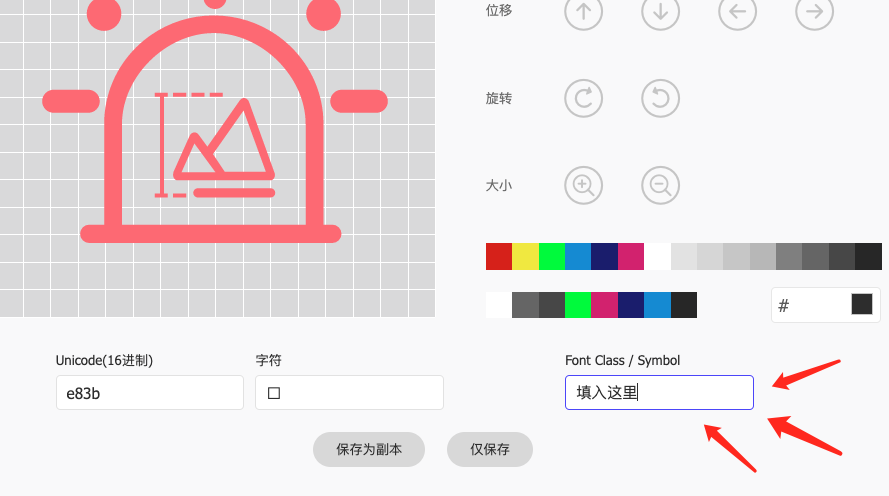 位移
旋转
大小
#
Unicode(16进制)
字符
Font Class / Symbol
e83b
填入这里
保存为副本
仅保存